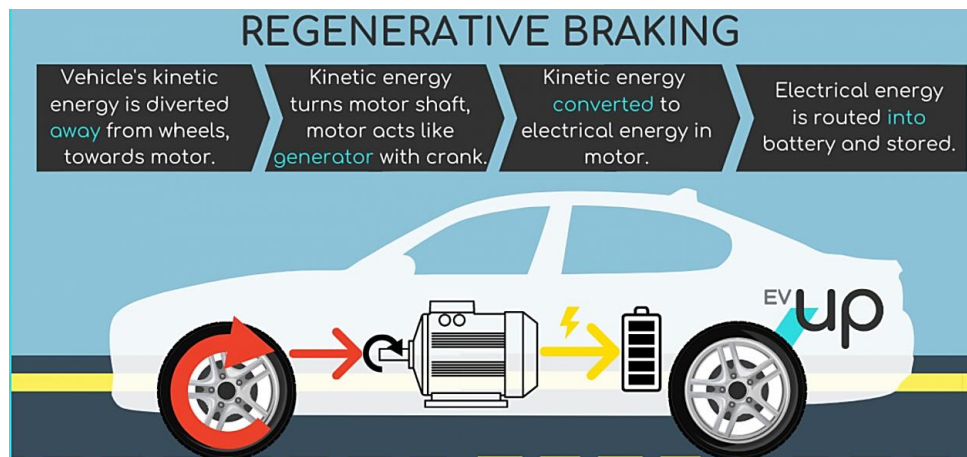 REGENERATIVE BRAKING
Vehicle's kinetic
energy is diverted
away from wheels,
towards motor.
Kinetic energy
turns motor shaft,
motor acts like
generator with crank.
Kinetic energy
converted to
electrical energy in
motor.
Electrical energy
is routed into
battery and stored.
EV up